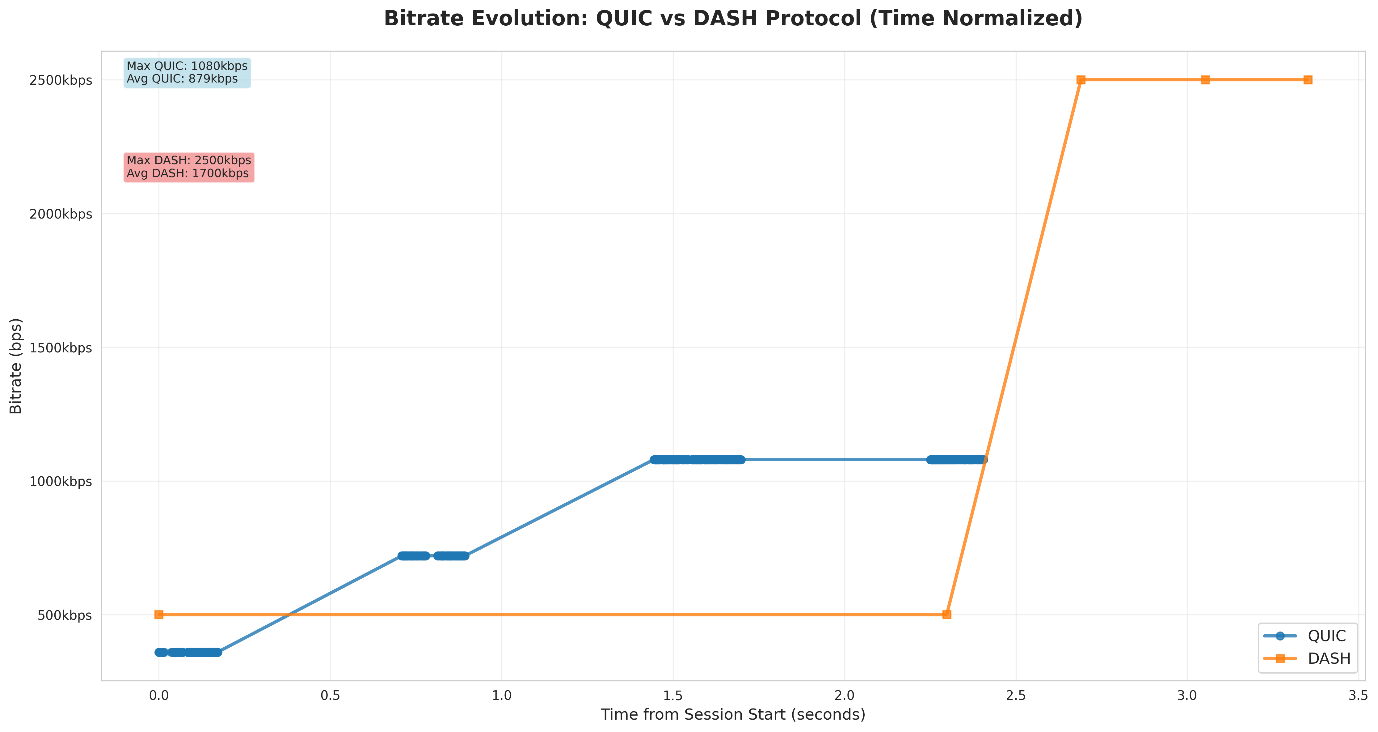 Bitrate Evolution: QUIC vs DASH Protocol (Time Normalized)
Max QUIC: 1080kbps
Avg QUIC: 879kbps
Max DASH: 2500kbps
Avg DASH: 1700kbps
Bitrate (bps)
2500kbps
2000kbps
1500kbps
1000kbps
500kbps
QUIC
DASH
0.0 0.5 1.0 1.5 2.0 2.5 3.0 3.5
Time from Session Start (seconds)